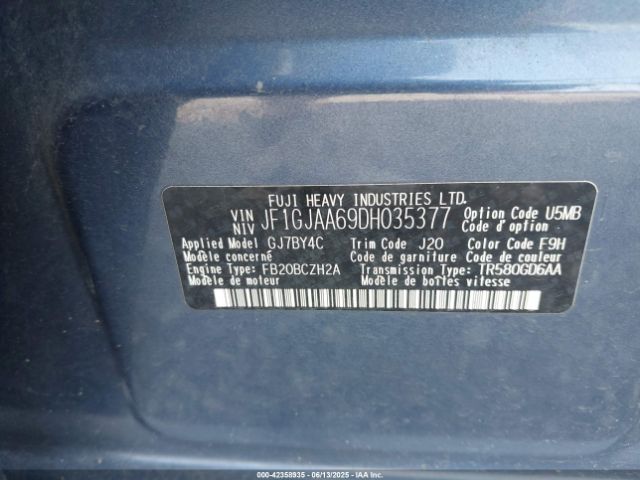 FUJI HEAVY INDUSTRIES LTD.
VIN NIV JF1GJAA69DH035377 Option Code U5MB
Code d'option
Applied Model GJ7BY4C Trim Code J20 Color Code F9H
Modèle concerné Code de garniture Code de couleur
Engine Type FB20BCZH2A Transmission Type TR580GD6AA
Modèle de moteur Modèle de boîtes vitesse
000-42358935 - 06/13/2025 - IAA Inc.